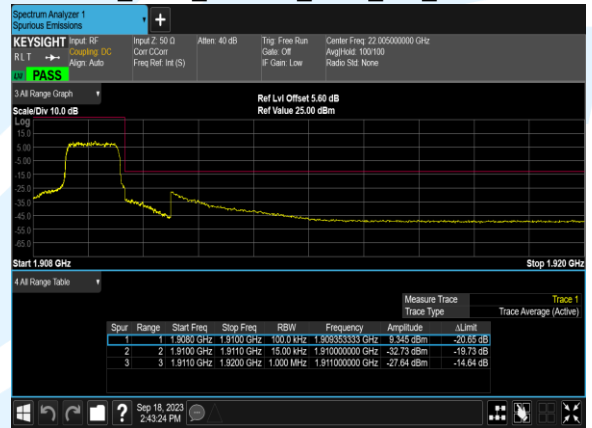 Spectrum Analyzer 1
Spurious Emissions
KEYSIGHT Input: RF Input Z: 50 Ω Atten: 40 dB Trig: Free Run Center Freq: 22.005000000 GHz
RLT Coupling: DC Corr CCorr Gate: Off Avg|Hold: 100/100
Align: Auto Freq Ref: Int (S) IF Gain: Low Radio Std: None
PASS
3 All Range Graph
Ref Lvl Offset 5.60 dB
Scale/Div 10.0 dB Ref Value 25.00 dBm
Log
15.0
5.00
-5.00
-15.0
-25.0
-35.0
-45.0
-55.0
-65.0
Start 1.908 GHz Stop 1.920 GHz
4 All Range Table
Measure Trace Trace 1
Trace Type Trace Average (Active)
Spur Range Start Freq Stop Freq RBW Frequency Amplitude ΔLimit
1 1 1.9080 GHz 1.9100 GHz 100.0 kHz 1.909353333 GHz 9.345 dBm -20.65 dB
2 2 1.9100 GHz 1.9110 GHz 15.00 kHz 1.910000000 GHz -32.73 dBm -19.73 dB
3 3 1.9110 GHz 1.9200 GHz 1.000 MHz 1.911000000 GHz -27.64 dBm -14.64 dB
? Sep 18, 2023
2:43:24 PM